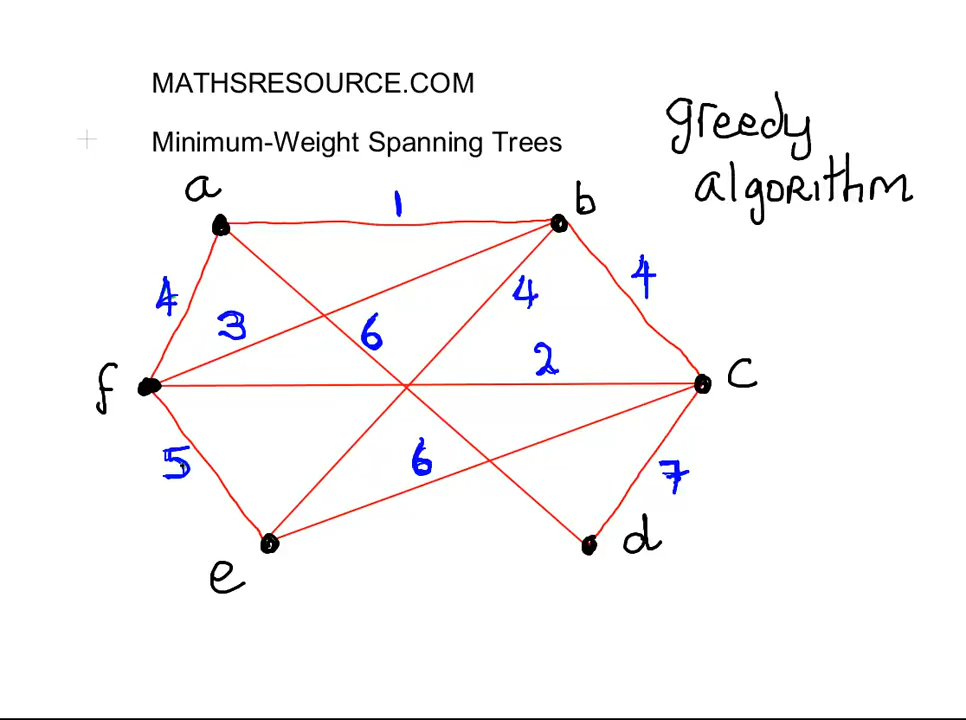 MATHSRESOURCE.COM
greedy
Minimum-Weight Spanning Trees
algorithm
a
1
b
4
3
6
4
4
f
2
c
5
6
7
e
d